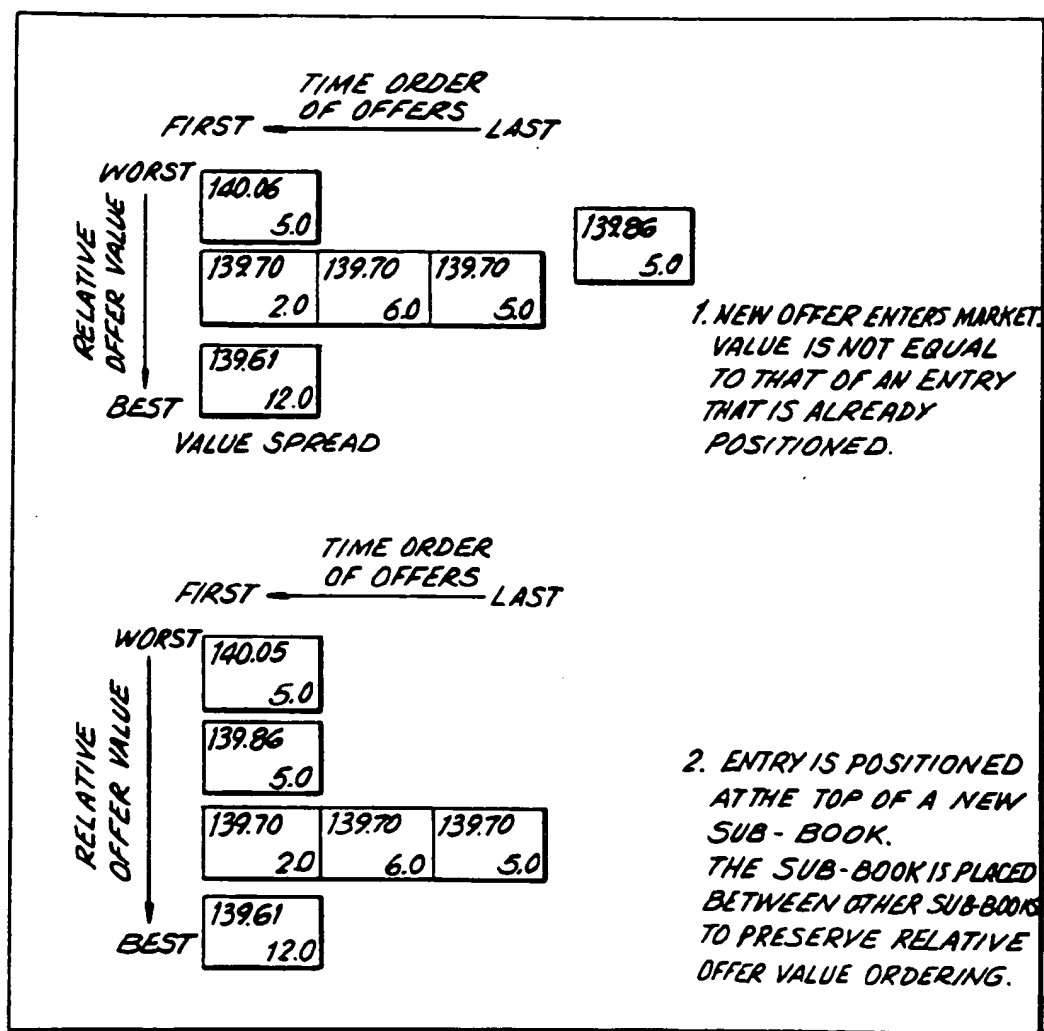 TIME ORDER
OF OFFERS
FIRST LAST
WORST
RELATIVE
OFFER VALUE
BEST
140.06
5.0
139.70 139.70 139.70
2.0 6.0 5.0
139.61
12.0
VALUE SPREAD
139.86
5.0
1. NEW OFFER ENTERS MARKET.
VALUE IS NOT EQUAL
TO THAT OF AN ENTRY
THAT IS ALREADY
POSITIONED.
TIME ORDER
OF OFFERS
FIRST LAST
WORST
RELATIVE
OFFER VALUE
BEST
140.05
5.0
139.86
5.0
139.70 139.70 139.70
2.0 6.0 5.0
139.61
12.0
2. ENTRY IS POSITIONED
AT THE TOP OF A NEW
SUB-BOOK.
THE SUB-BOOK IS PLACED
BETWEEN OTHER SUB-BOOKS
TO PRESERVE RELATIVE
OFFER VALUE ORDERING.